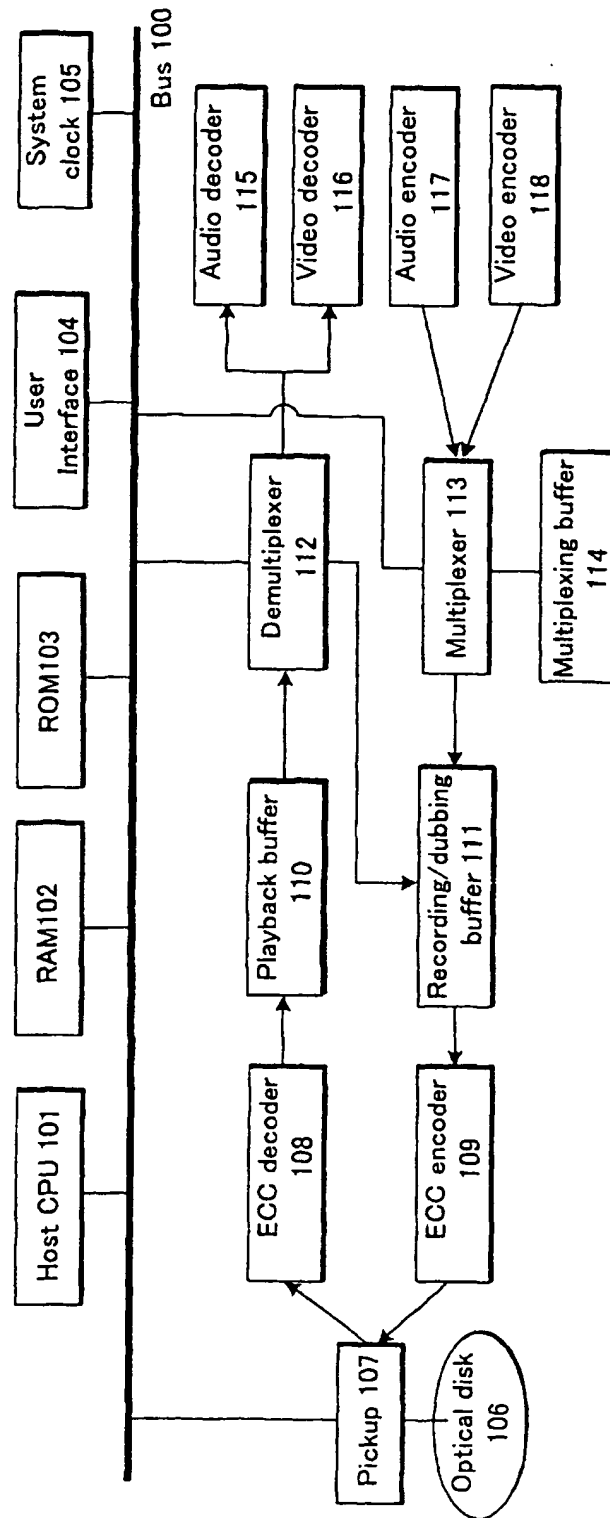 Host CPU 101
RAM102
ROM103
User
Interface 104
System
clock 105
Bus 100
Pickup 107
Optical disk
106
ECC decoder
108
Playback buffer
110
Demultiplexer
112
Audio decoder
115
Video decoder
116
ECC encoder
109
Recording/dubbing
buffer 111
Multiplexer 113
Multiplexing buffer
114
Audio encoder
117
Video encoder
118